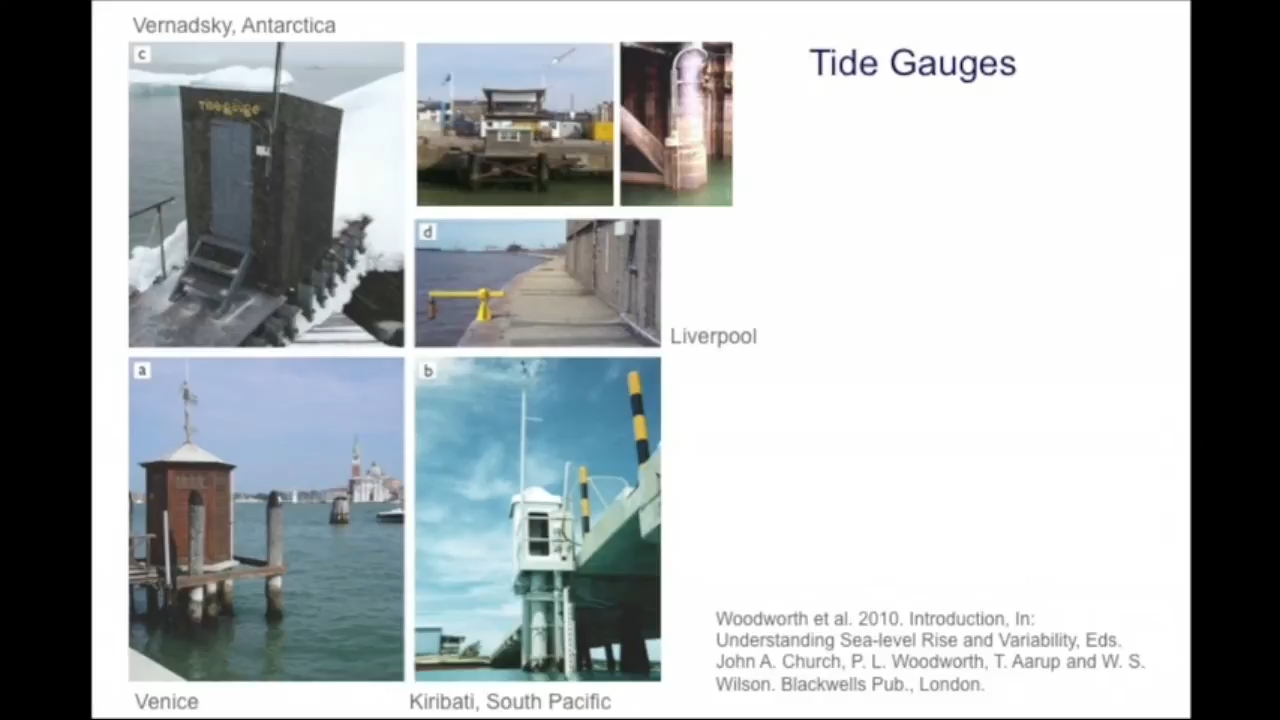 Vernadsky, Antarctica
Tide Gauges
c
d
Liverpool
a
b
Woodworth et al. 2010. Introduction, In:
Understanding Sea-level Rise and Variability, Eds.
John A. Church, P. L. Woodworth, T. Aarup and W. S.
Wilson. Blackwells Pub., London.
Venice
Kiribati, South Pacific